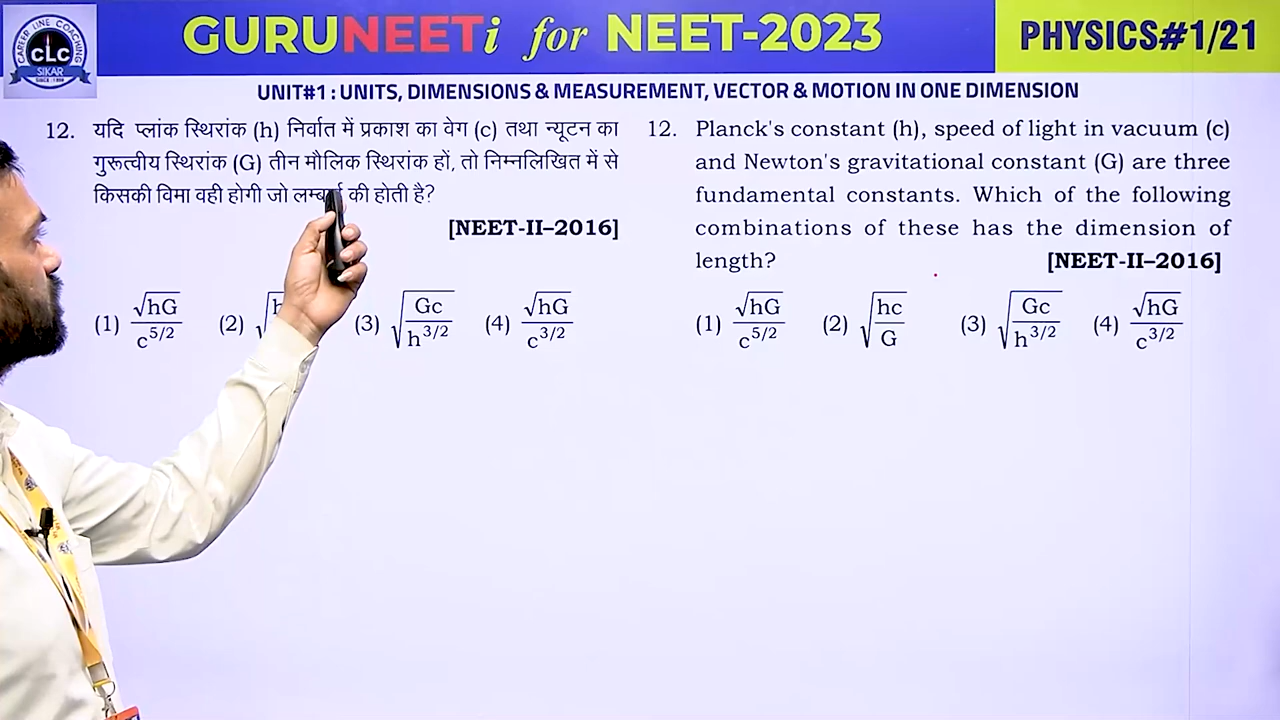 CAREER LINE COACHING
CLC
SIKAR
SINCE : 1996
GURUNEETi for NEET-2023
PHYSICS#1/21
UNIT#1 : UNITS, DIMENSIONS & MEASUREMENT, VECTOR & MOTION IN ONE DIMENSION
12. यदि प्लांक स्थिरांक (h) निर्वात में प्रकाश का वेग (c) तथा न्यूटन का
गुरूत्वीय स्थिरांक (G) तीन मौलिक स्थिरांक हों, तो निम्नलिखित में से
किसकी विमा वही होगी जो की होती है?
[NEET-II–2016]
(1) √hG/c^5/2 (2) (3) √(Gc/h^3/2) (4) √hG/c^3/2
12. Planck's constant (h), speed of light in vacuum (c)
and Newton's gravitational constant (G) are three
fundamental constants. Which of the following
combinations of these has the dimension of
length? [NEET-II–2016]
(1) √hG/c^5/2 (2) √(hc/G) (3) √(Gc/h^3/2) (4) √hG/c^3/2